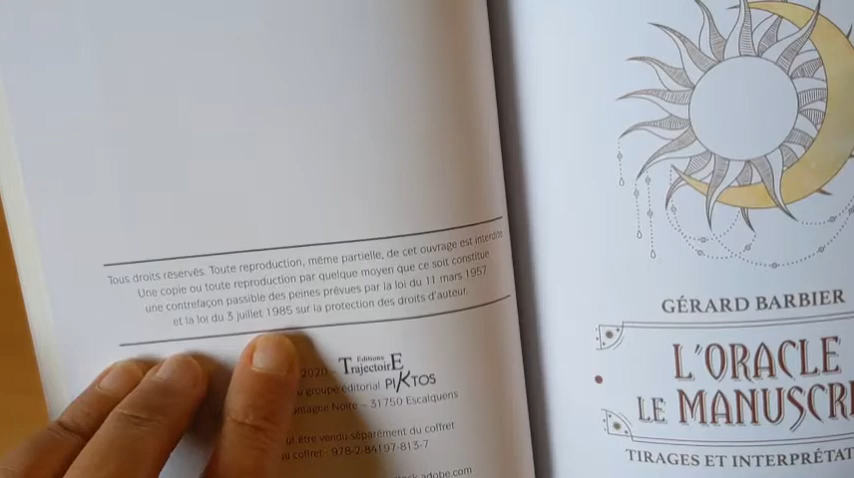 Tous droits réservés. Toute reproduction, même partielle, de cet ouvrage est interdite
Une copie ou toute reproduction par quelque moyen que ce soit constitue
une contrefaçon passible des peines prévues par la loi du 11 mars 1957
et la loi du 3 juillet 1985 sur la protection des droits d'auteur.
2020 - Editions TrajectoirE
groupe éditorial PIKTOS
Noire – 31750 Escalquens
être vendu séparément du coffret
coffret : 978-2-84197-813-7
adobe.com
GÉRARD BARBIER
L'ORACLE
LE MANUSCRI
TIRAGES ET INTERPRÉTAT